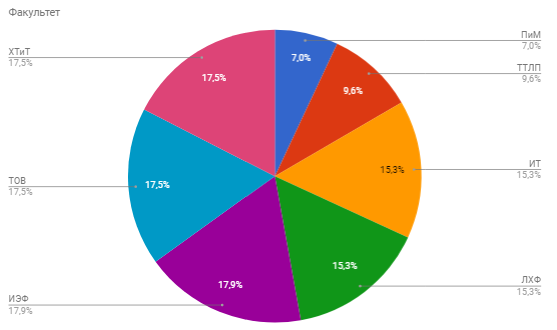 Факультет
ХТиТ
17,5%
ПиМ
7,0%
ТТЛП
9,6%
ИТ
15,3%
ЛХФ
15,3%
ТОВ
17,5%
ИЭФ
17,9%
7,0%
9,6%
15,3%
15,3%
17,9%
17,5%
17,5%